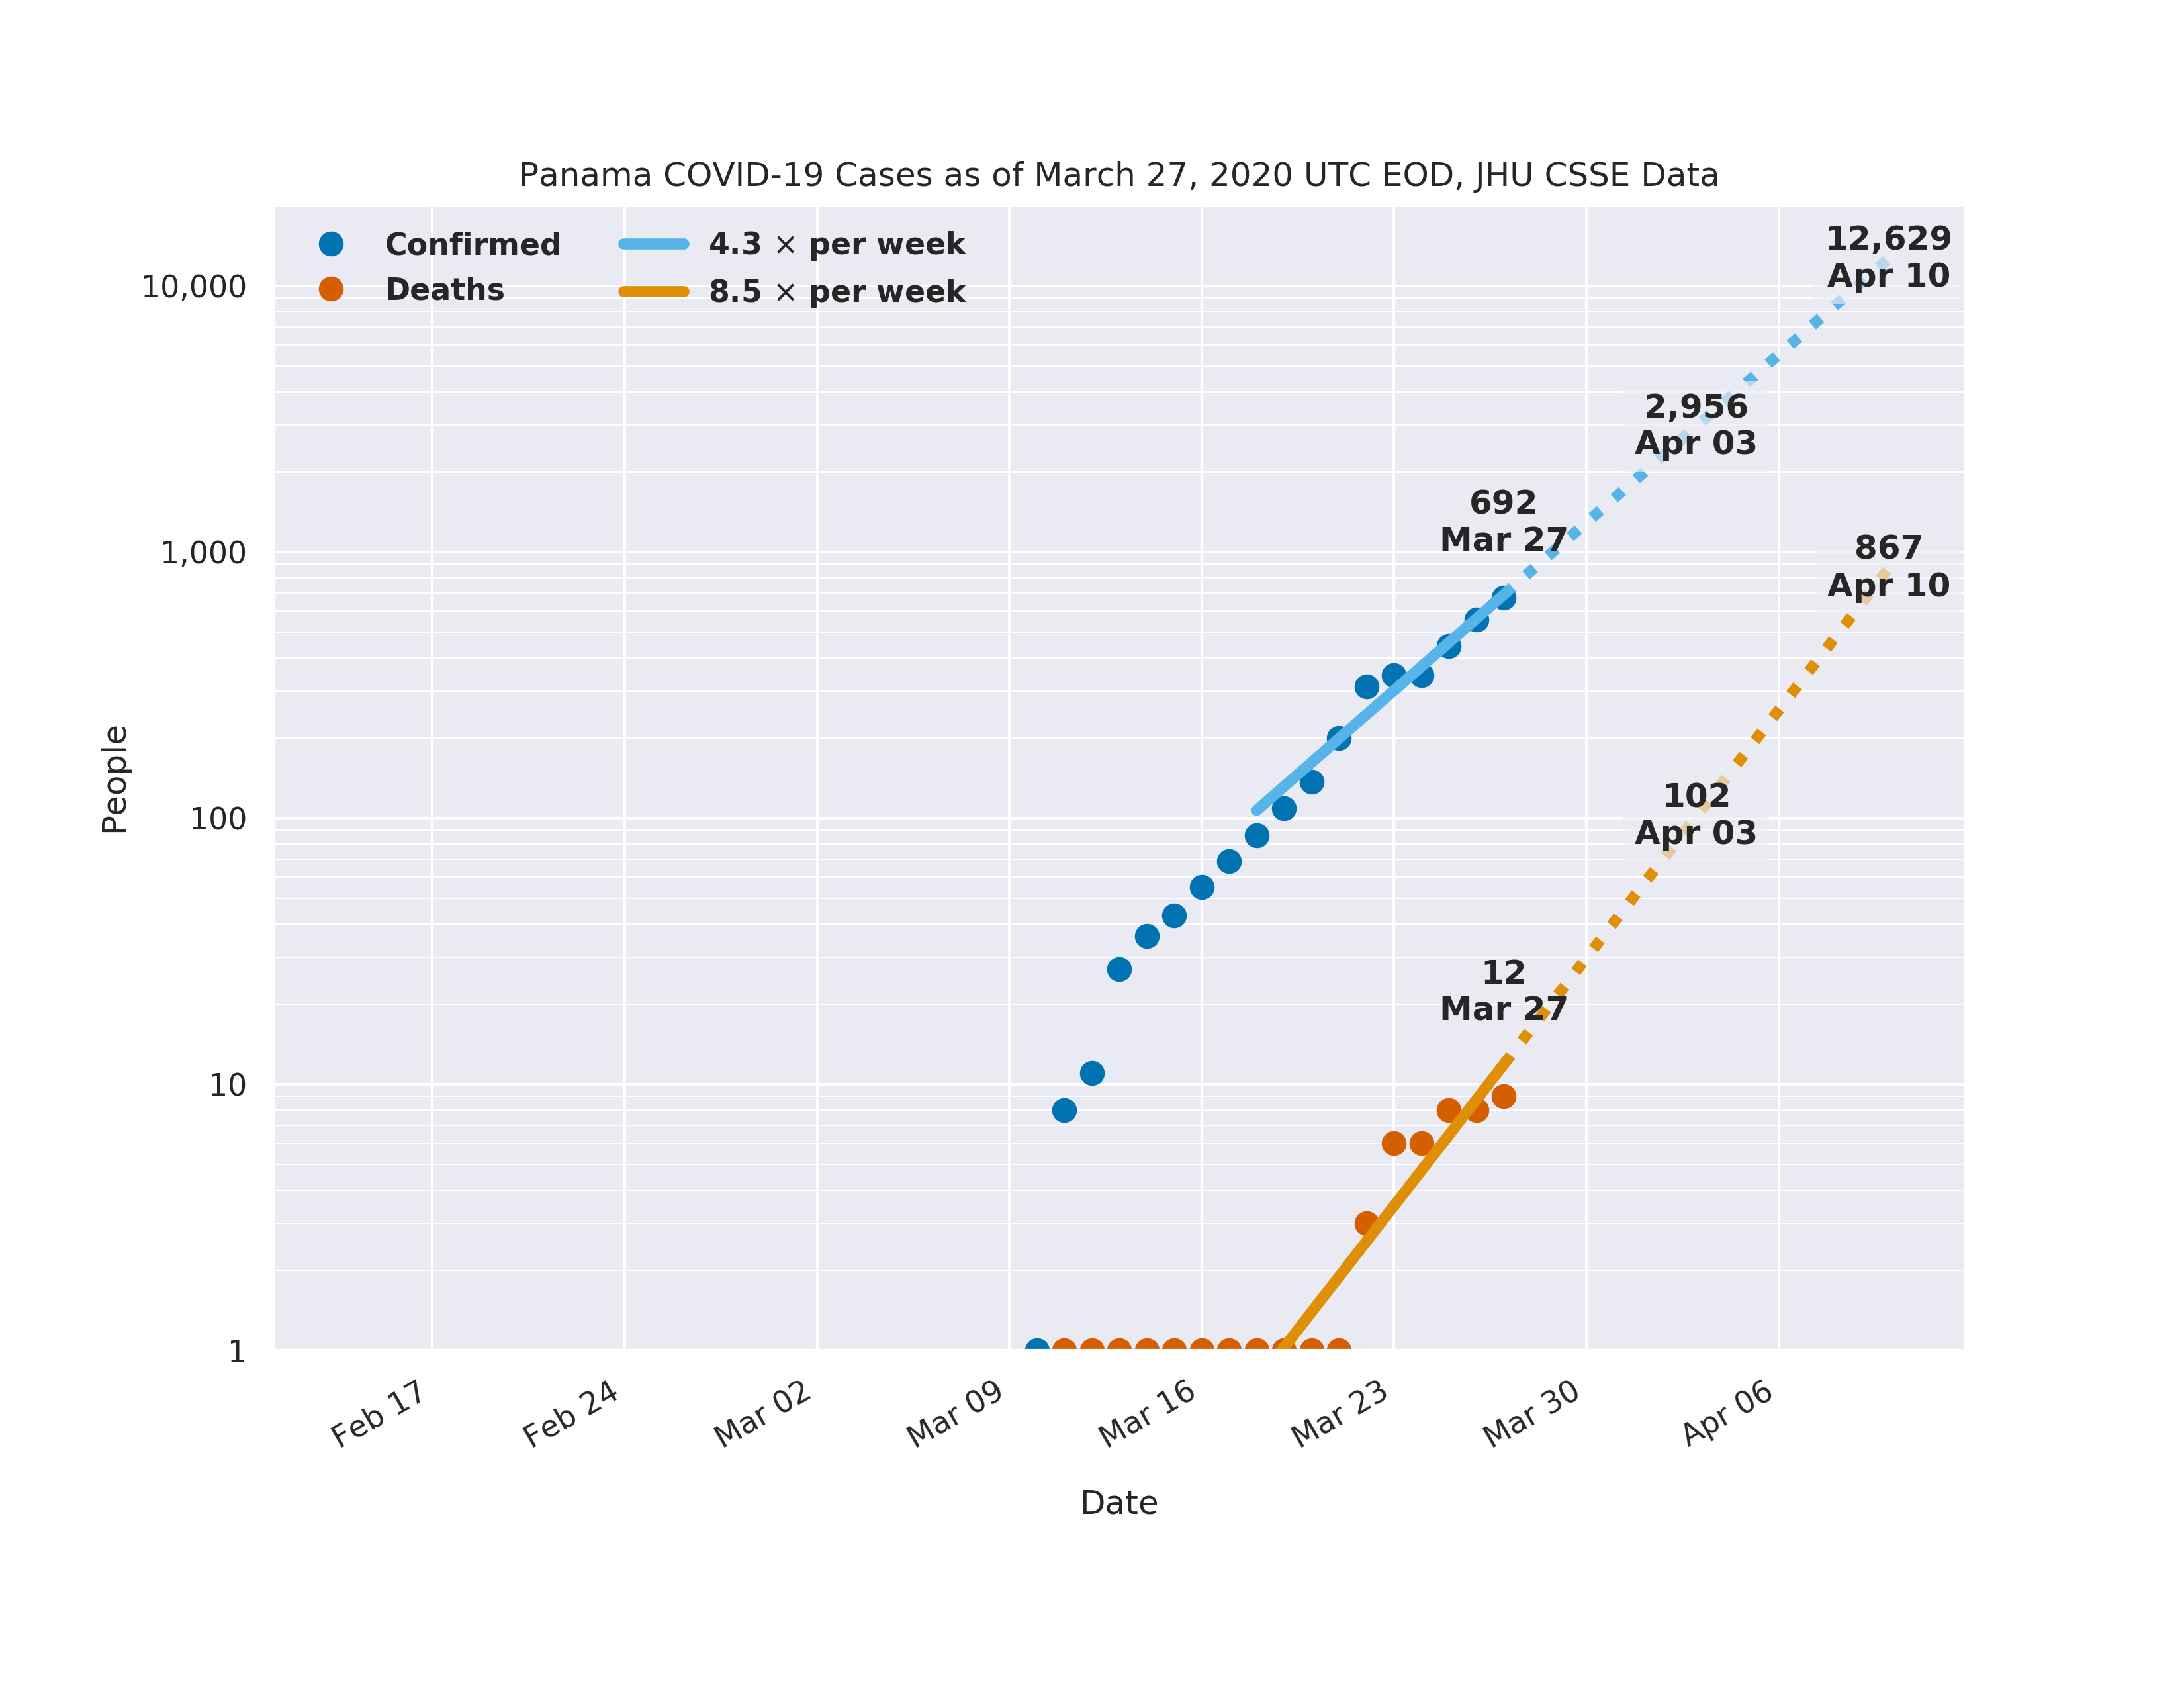 Panama COVID-19 Cases as of March 27, 2020 UTC EOD, JHU CSSE Data
Confirmed
Deaths
4.3 × per week
8.5 × per week
12,629
Apr 10
2,956
Apr 03
692
Mar 27
867
Apr 10
102
Apr 03
12
Mar 27
People
10,000
1,000
100
10
1
Feb 17
Feb 24
Mar 02
Mar 09
Mar 16
Mar 23
Mar 30
Apr 06
Date